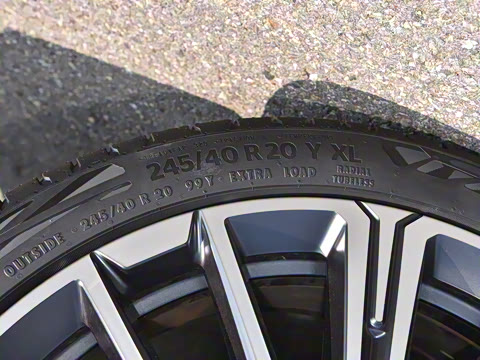 245/40 R20 Y XL
OUTSIDE - 245/40 R 20 99Y - EXTRA LOAD
RADIAL
TUBELESS